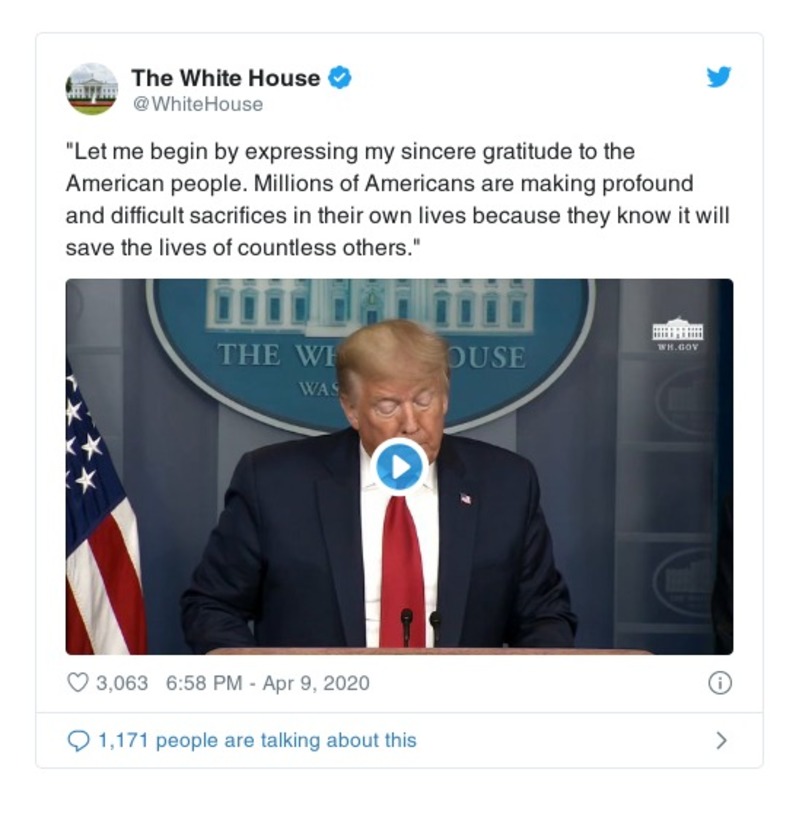 The White House
@WhiteHouse
"Let me begin by expressing my sincere gratitude to the
American people. Millions of Americans are making profound
and difficult sacrifices in their own lives because they know it will
save the lives of countless others."
THE WH OUSE
WAS
WH.GOV
3,063 6:58 PM - Apr 9, 2020
1,171 people are talking about this